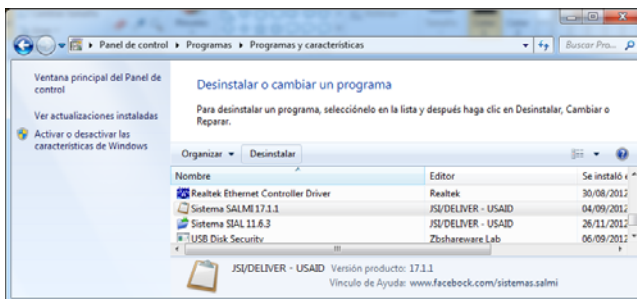 Panel de control ▸ Programas ▸ Programas y características
Buscar Pro...
Ventana principal del Panel de
control
Ver actualizaciones instaladas
Activar o desactivar las
características de Windows
Desinstalar o cambiar un programa
Para desinstalar un programa, selecciónelo en la lista y después haga clic en Desinstalar, Cambiar o
Reparar.
Organizar Desinstalar
Nombre Editor Se instaló e
Realtek Ethernet Controller Driver Realtek 30/08/2012
Sistema SALMI 17.1.1 JSI/DELIVER - USAID 04/09/2012
Sistema SIAL 11.6.3 JSI/DELIVER - USAID 26/11/2012
USB Disk Security Zbshareware Lab 06/09/2012
JSI/DELIVER - USAID Versión producto: 17.1.1
Vínculo de Ayuda: www.facebock.com/sistemas.salmi